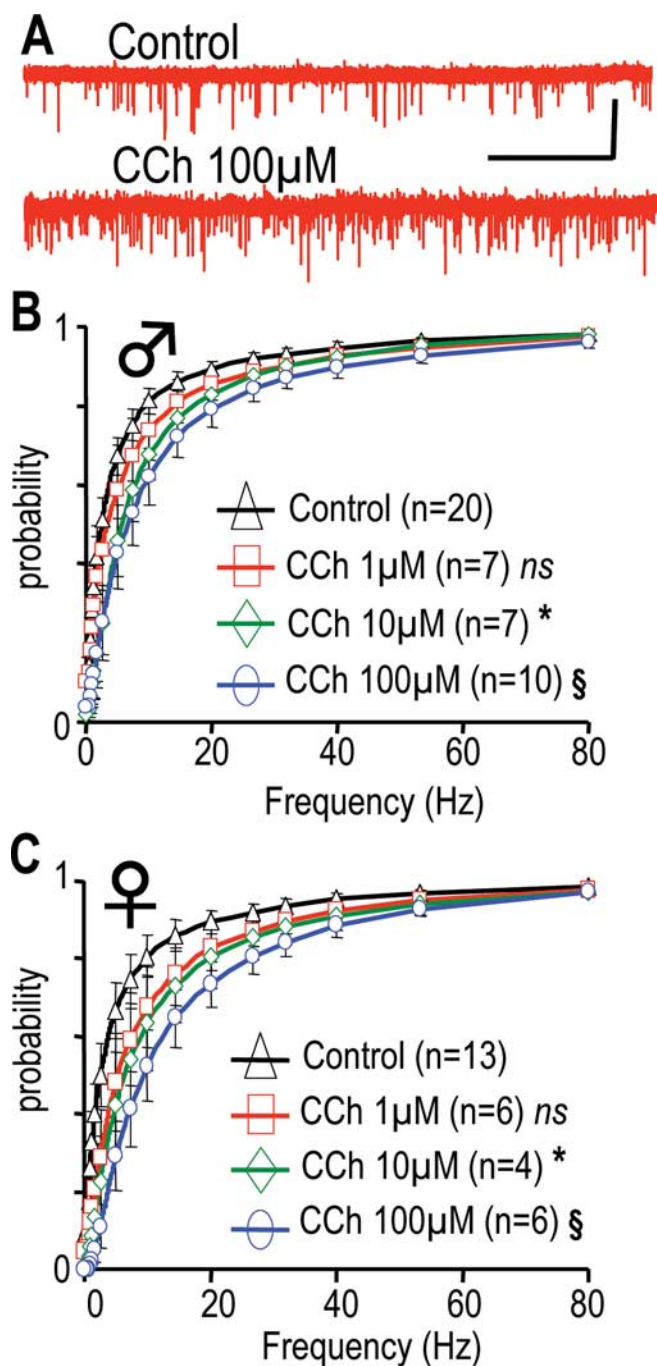 A
Control
CCh 100µM
B
♂
1
probability
Control (n=20)
CCh 1µM (n=7) ns
CCh 10µM (n=7) *
CCh 100µM (n=10) §
0
0 20 40 60 80
Frequency (Hz)
C
♀
1
probability
Control (n=13)
CCh 1µM (n=6) ns
CCh 10µM (n=4) *
CCh 100µM (n=6) §
0
0 20 40 60 80
Frequency (Hz)